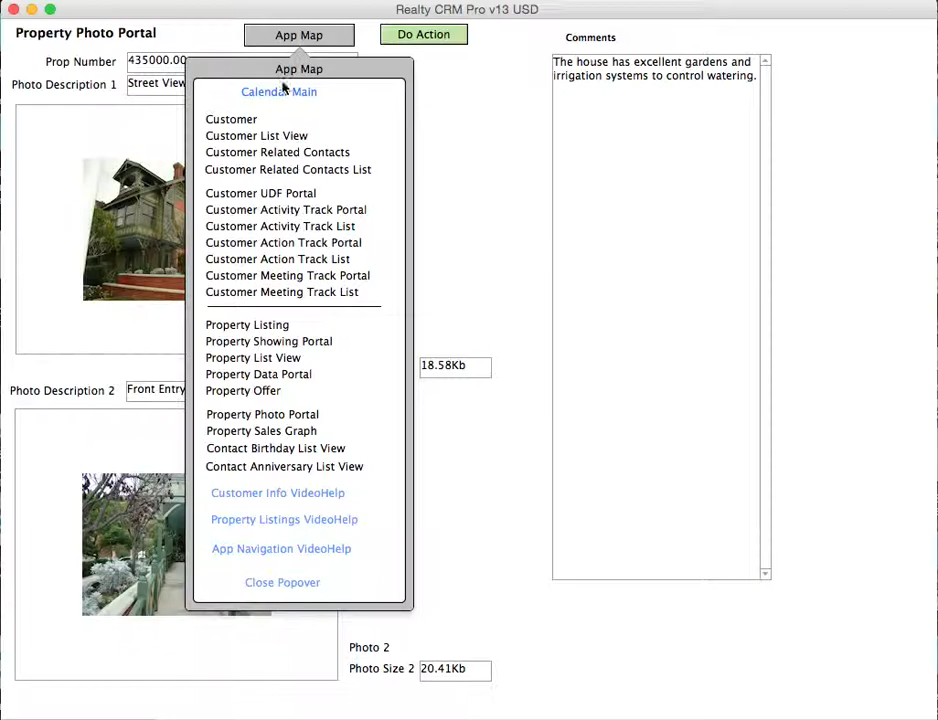 Realty CRM Pro v13 USD
Property Photo Portal
App Map
Do Action
Comments
Prop Number 435000.00
Photo Description 1 Street View
The house has excellent gardens and
irrigation systems to control watering.
App Map
Calendar Main
Customer
Customer List View
Customer Related Contacts
Customer Related Contacts List
Customer UDF Portal
Customer Activity Track Portal
Customer Activity Track List
Customer Action Track Portal
Customer Action Track List
Customer Meeting Track Portal
Customer Meeting Track List
Property Listing
Property Showing Portal
Property List View
Property Data Portal
Property Offer
Property Photo Portal
Property Sales Graph
Contact Birthday List View
Contact Anniversary List View
Customer Info VideoHelp
Property Listings VideoHelp
App Navigation VideoHelp
Close Popover
18.58Kb
Photo Description 2 Front Entry
Photo 2
Photo Size 2 20.41Kb